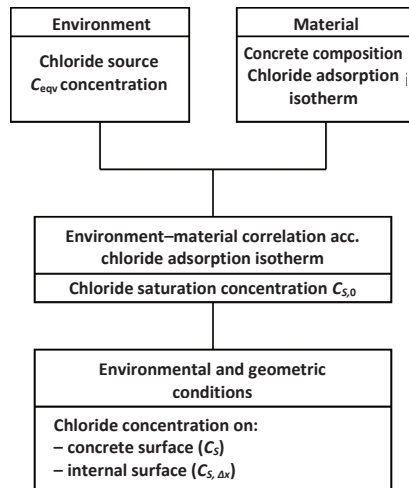 Environment
Chloride source
Ceqv concentration
Material
Concrete composition
Chloride adsorption
isotherm
Environment–material correlation acc.
chloride adsorption isotherm
Chloride saturation concentration CS,0
Environmental and geometric
conditions
Chloride concentration on:
– concrete surface (CS)
– internal surface (CS, Δx)